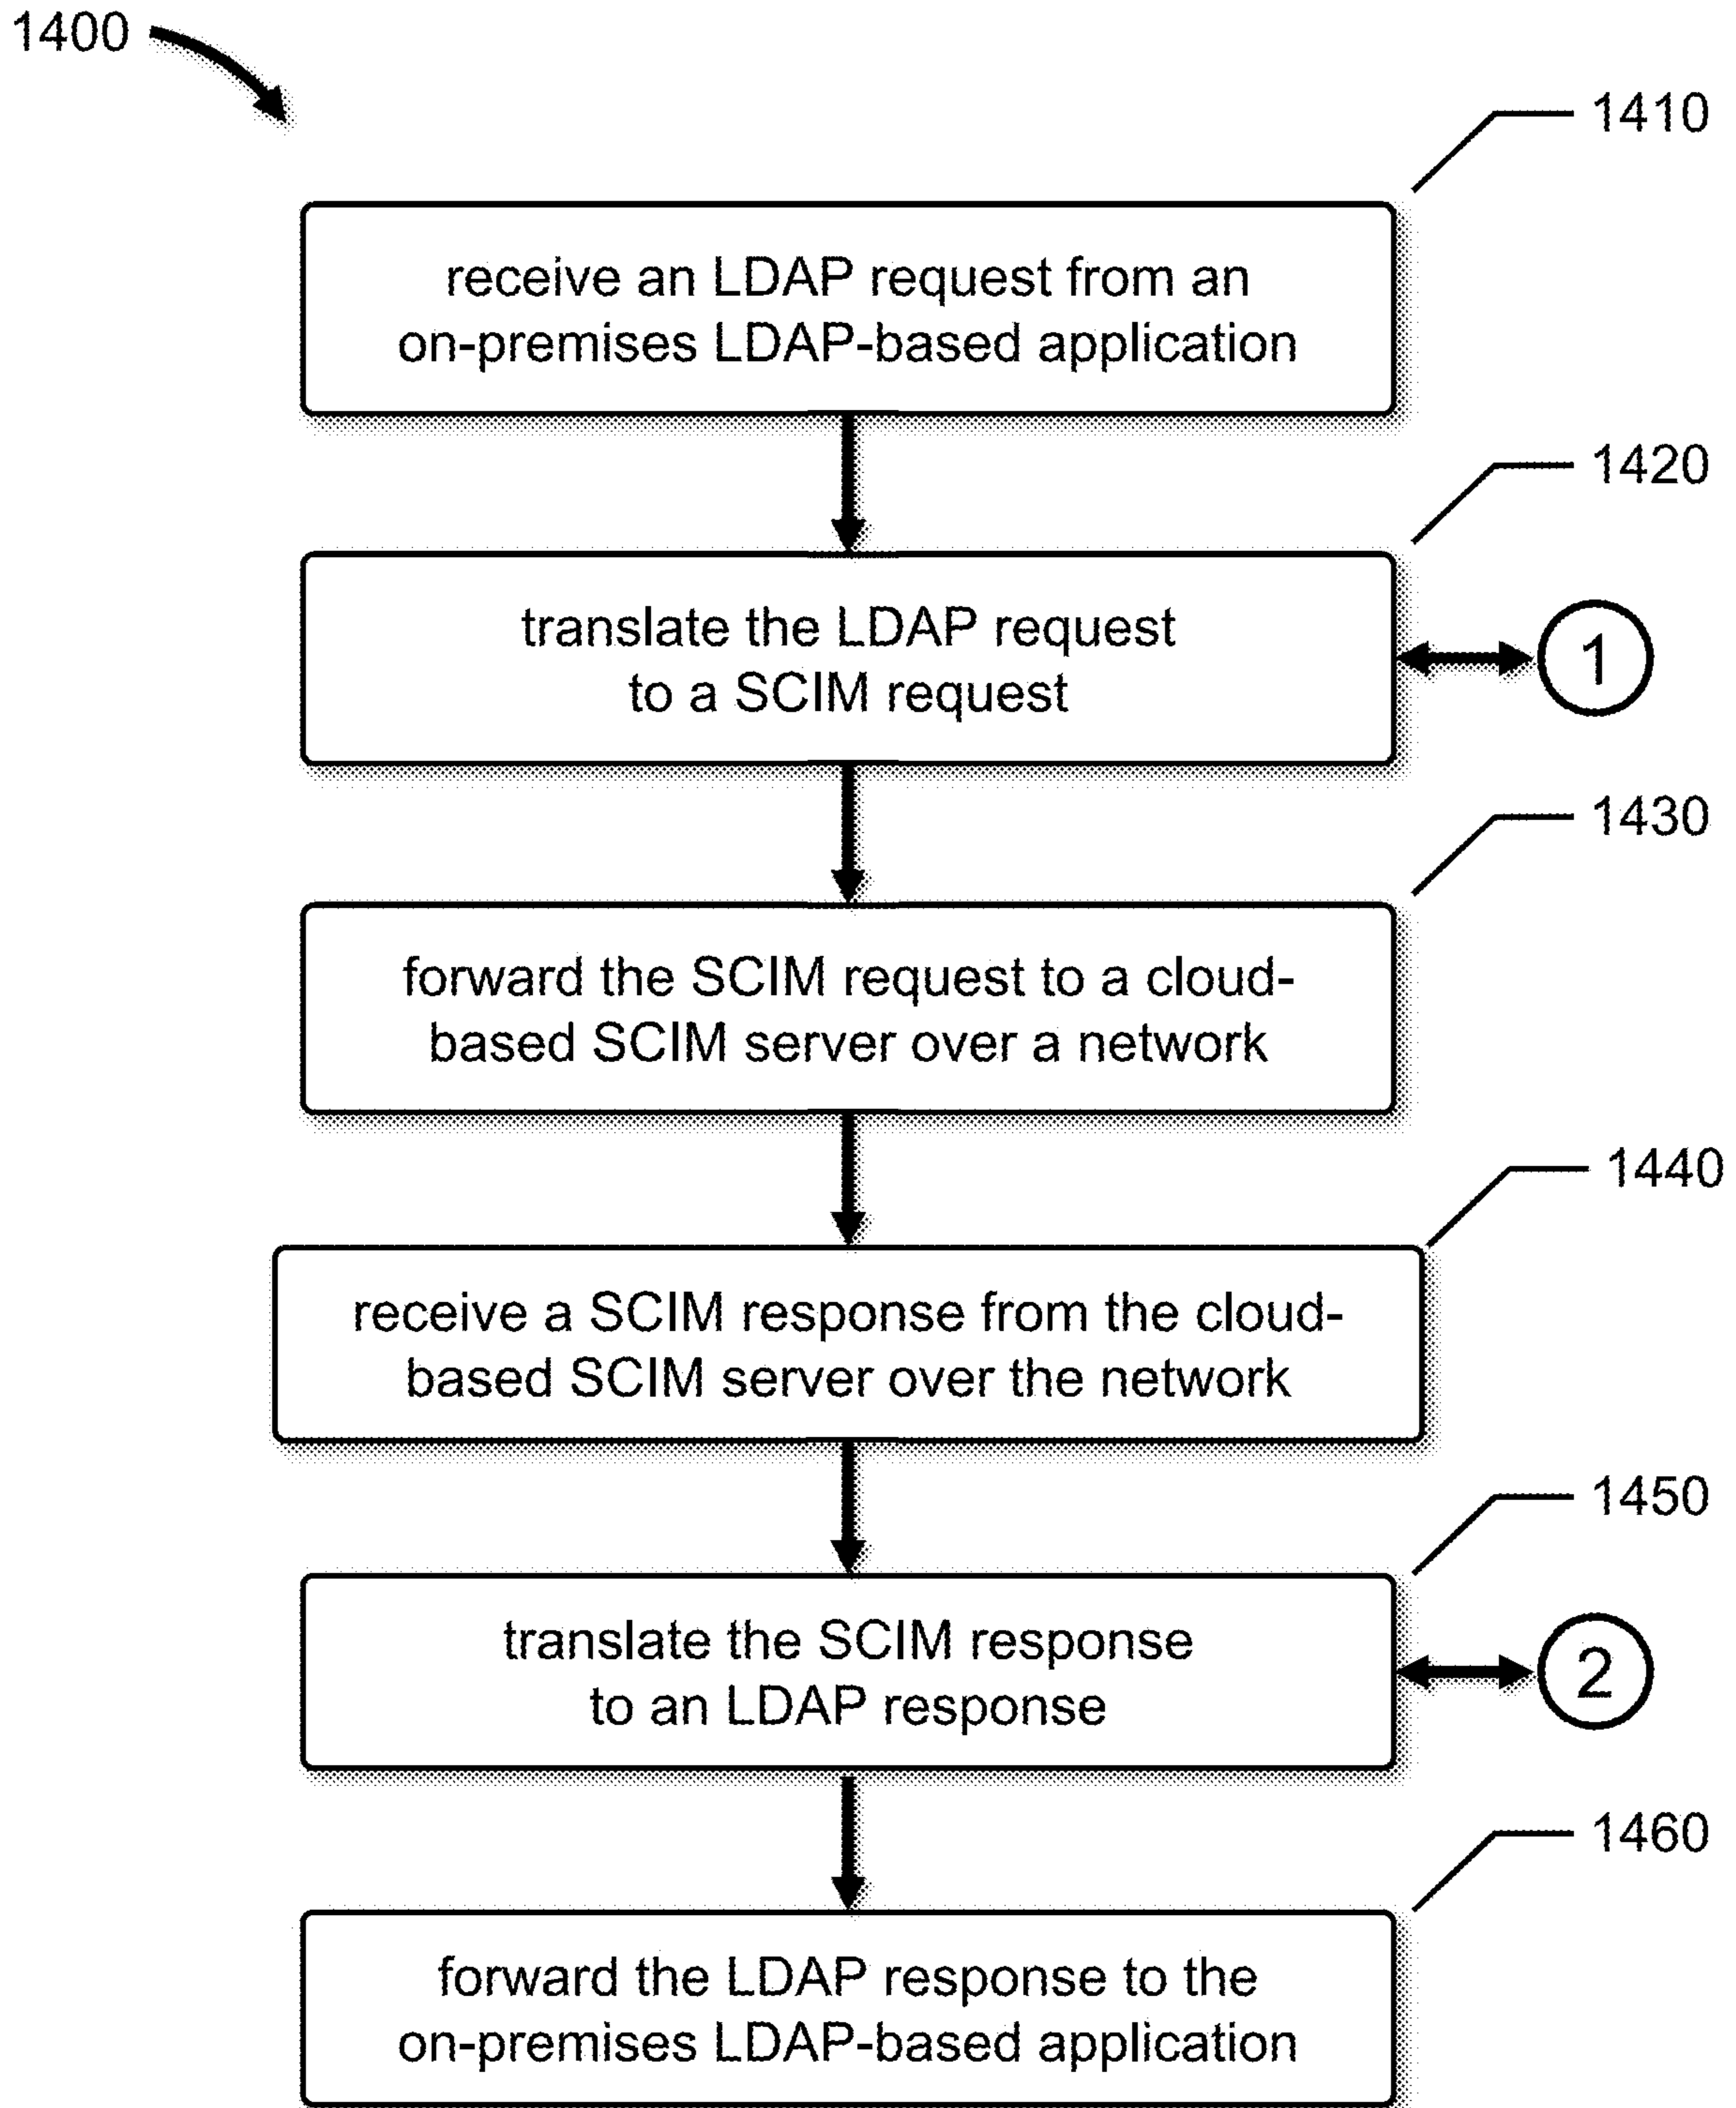 1400
1410
receive an LDAP request from an
on-premises LDAP-based application
1420
translate the LDAP request
to a SCIM request
1
1430
forward the SCIM request to a cloud-
based SCIM server over a network
1440
receive a SCIM response from the cloud-
based SCIM server over the network
1450
translate the SCIM response
to an LDAP response
2
1460
forward the LDAP response to the
on-premises LDAP-based application